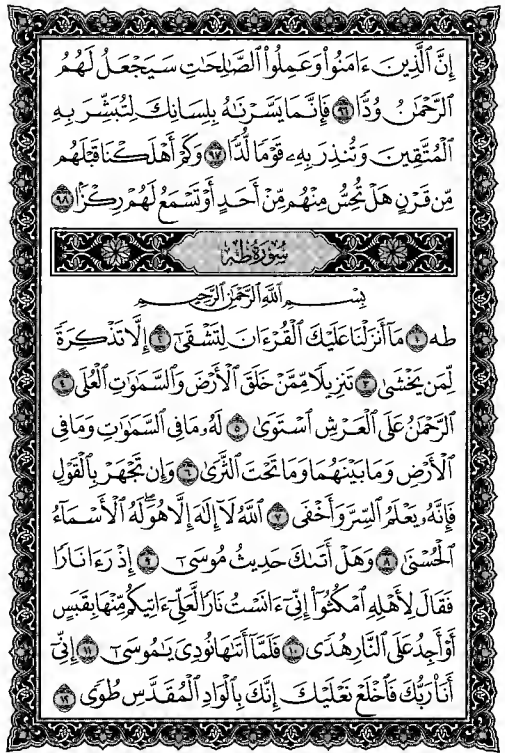 إِنَّ ٱلَّذِينَ ءَامَنُوا۟ وَعَمِلُوا۟ ٱلصَّـٰلِحَـٰتِ سَيَجْعَلُ لَهُمُ
ٱلرَّحْمَـٰنُ وُدًّا ٩٦ فَإِنَّمَا يَسَّرْنَـٰهُ بِلِسَانِكَ لِتُبَشِّرَ بِهِ
ٱلْمُتَّقِينَ وَتُنذِرَ بِهِۦ قَوْمًا لُّدًّا ٩٧ وَكَمْ أَهْلَكْنَا قَبْلَهُم
مِّن قَرْنٍ هَلْ تُحِسُّ مِنْهُم مِّنْ أَحَدٍ أَوْ تَسْمَعُ لَهُمْ رِكْزًۢا ٩٨
سُورَةُ طه
بِسْمِ ٱللَّهِ ٱلرَّحْمَـٰنِ ٱلرَّحِيمِ
طه ١ مَآ أَنزَلْنَا عَلَيْكَ ٱلْقُرْءَانَ لِتَشْقَىٰٓ ٢ إِلَّا تَذْكِرَةً
لِّمَن يَخْشَىٰ ٣ تَنزِيلًا مِّمَّنْ خَلَقَ ٱلْأَرْضَ وَٱلسَّمَـٰوَٰتِ ٱلْعُلَى ٤
ٱلرَّحْمَـٰنُ عَلَى ٱلْعَرْشِ ٱسْتَوَىٰ ٥ لَهُۥ مَا فِى ٱلسَّمَـٰوَٰتِ وَمَا فِى
ٱلْأَرْضِ وَمَا بَيْنَهُمَا وَمَا تَحْتَ ٱلثَّرَىٰ ٦ وَإِن تَجْهَرْ بِٱلْقَوْلِ
فَإِنَّهُۥ يَعْلَمُ ٱلسِّرَّ وَأَخْفَى ٧ ٱللَّهُ لَآ إِلَـٰهَ إِلَّا هُوَ ۖ لَهُ ٱلْأَسْمَآءُ
ٱلْحُسْنَىٰ ٨ وَهَلْ أَتَىٰكَ حَدِيثُ مُوسَىٰٓ ٩ إِذْ رَءَا نَارًا
فَقَالَ لِأَهْلِهِ ٱمْكُثُوٓا۟ إِنِّىٓ ءَانَسْتُ نَارًا لَّعَلِّىٓ ءَاتِيكُم مِّنْهَا بِقَبَسٍ
أَوْ أَجِدُ عَلَى ٱلنَّارِ هُدًى ١٠ فَلَمَّآ أَتَىٰهَا نُودِىَ يَـٰمُوسَىٰٓ ١١ إِنِّىٓ
أَنَا۠ رَبُّكَ فَٱخْلَعْ نَعْلَيْكَ إِنَّكَ بِٱلْوَادِ ٱلْمُقَدَّسِ طُوًى ١٢